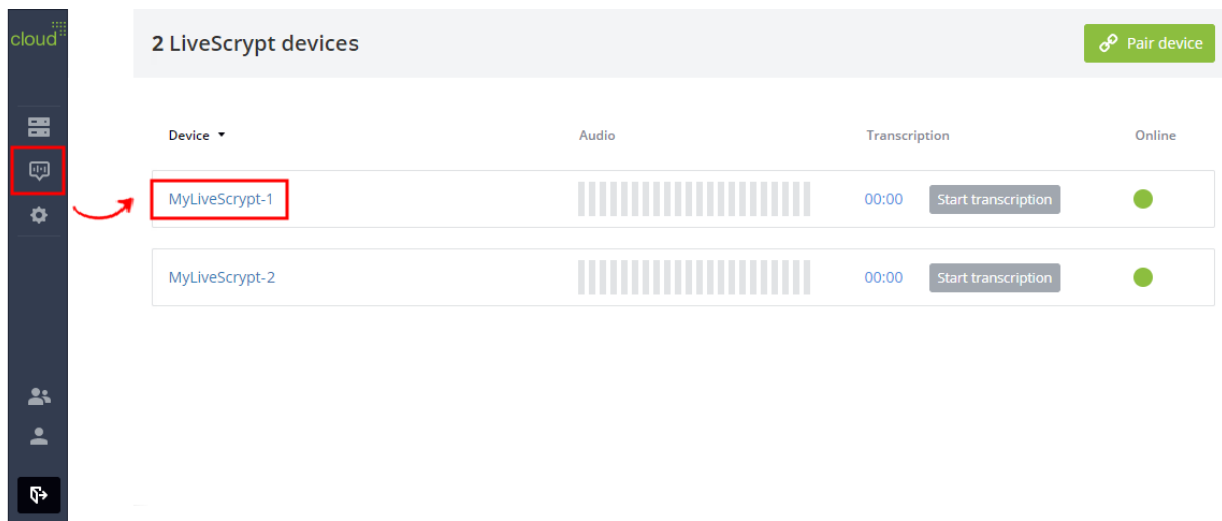 cloud
2 LiveScrypt devices
Pair device
Device Audio Transcription Online
MyLiveScrypt-1 00:00 Start transcription
MyLiveScrypt-2 00:00 Start transcription